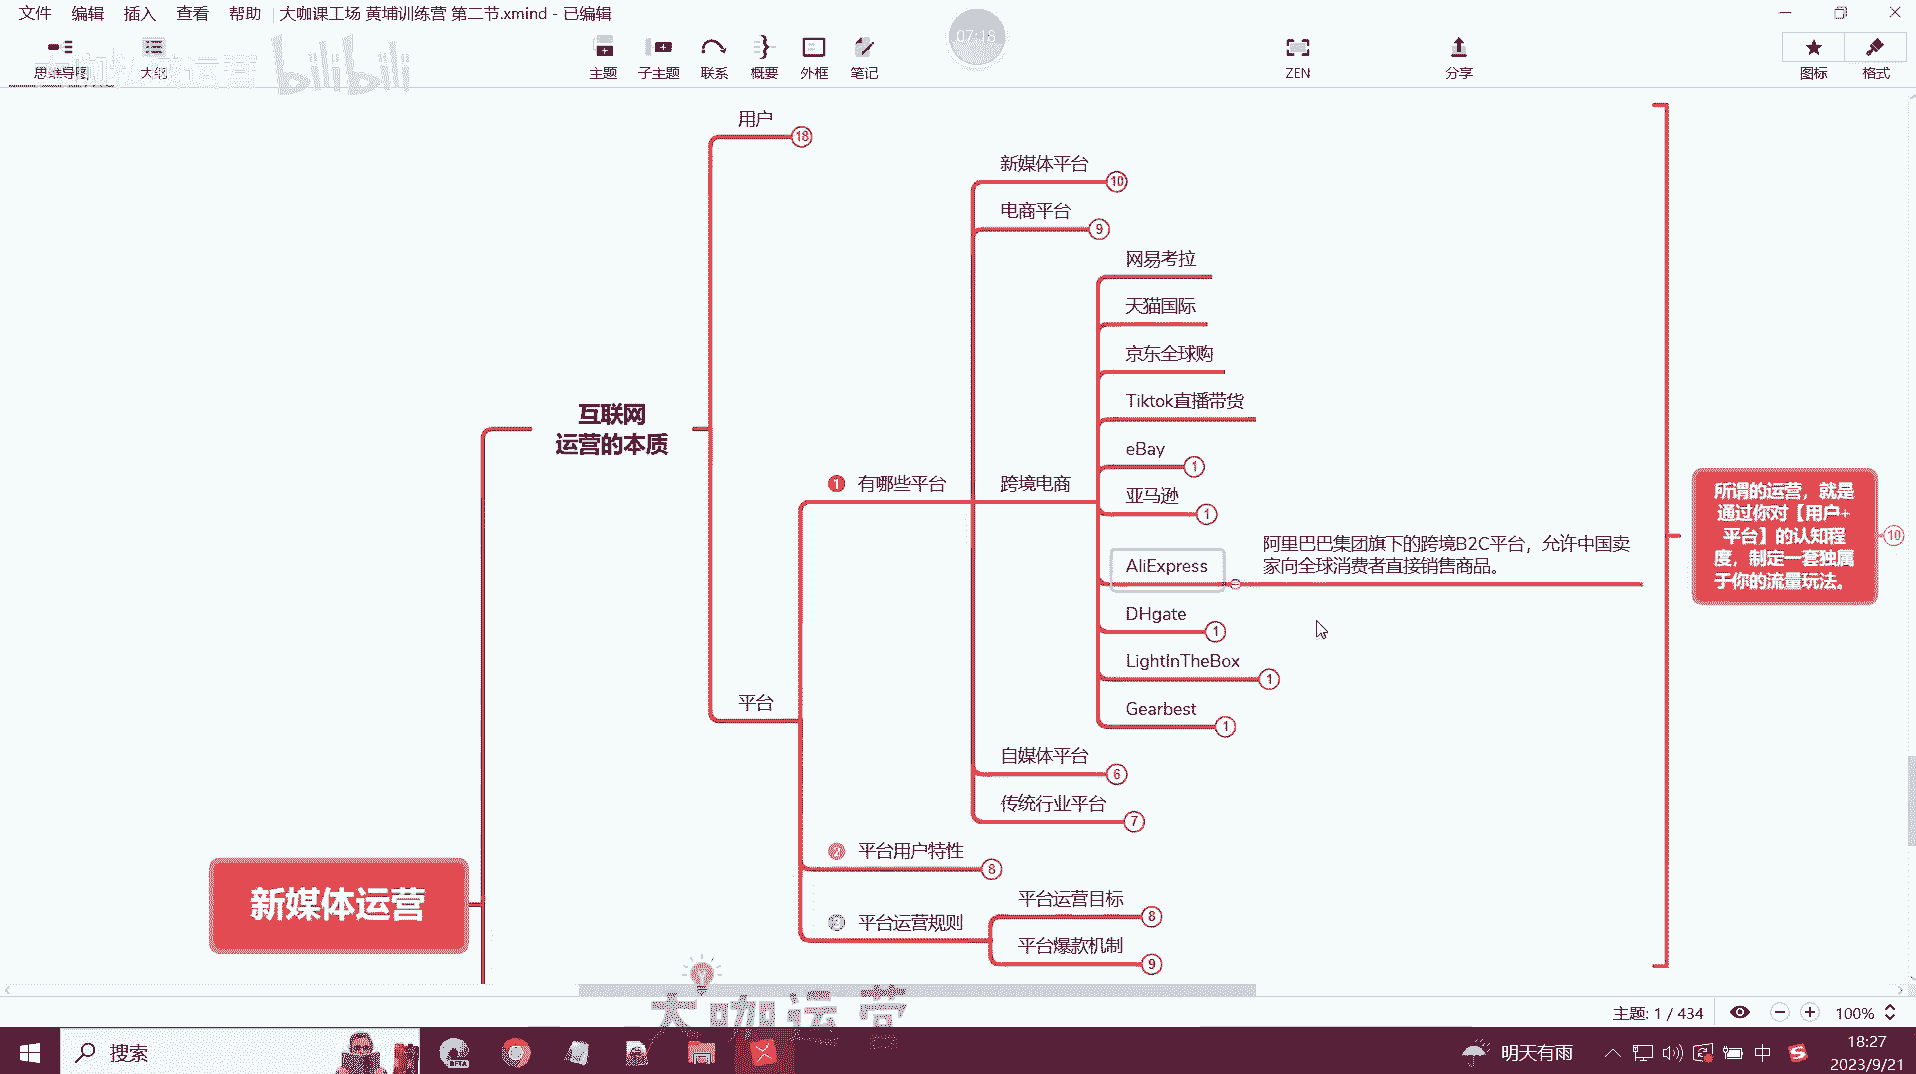 文件 编辑 插入 查看 帮助 大咖课工场 黄埔训练营 第二节.xmind - 已编辑
思维导图 大纲 主题 子主题 联系 概要 外框 笔记 07:18 ZEN 分享 图标 格式
bilibili
用户 18
新媒体平台 10
电商平台 9
网易考拉
天猫国际
京东全球购
Tiktok直播带货
互联网
运营的本质
eBay 1
1 有哪些平台 跨境电商
亚马逊 1
AliExpress
阿里巴巴集团旗下的跨境B2C平台，允许中国卖
家向全球消费者直接销售商品。
所谓的运营，就是
通过你对【用户+
平台】的认知程
度，制定一套独属
于你的流量玩法。
10
DHgate 1
LightInTheBox 1
平台
Gearbest 1
自媒体平台 6
传统行业平台 7
2 平台用户特性 8
新媒体运营
平台运营目标 8
3 平台运营规则
平台爆款机制 9
大咖运营
主题: 1 / 434 100%
搜索 BETA 明天有雨 中 18:27
2023/9/21